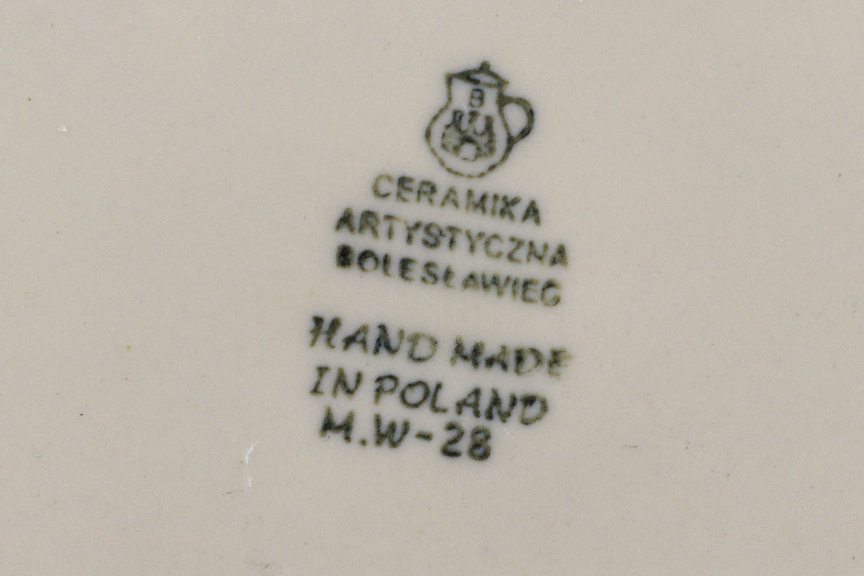 B
CERAMIKA
ARTYSTYCZNA
BOLESŁAWIEC
HAND MADE
IN POLAND
M.W-28